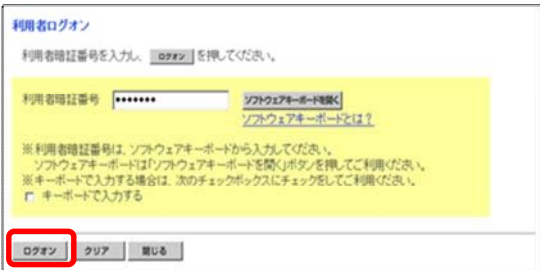 利用者ログオン
利用者暗証番号を入力し、 ログオン を押してください。
利用者暗証番号 ●●●●●●● ソフトウェアキーボードを開く
ソフトウェアキーボードとは？
※利用者暗証番号は、ソフトウェアキーボードから入力してください。
ソフトウェアキーボードは「ソフトウェアキーボードを開く」ボタンを押してご利用ください。
※キーボードで入力する場合は、次のチェックボックスにチェックをしてご利用ください。
キーボードで入力する
ログオン クリア 閉じる